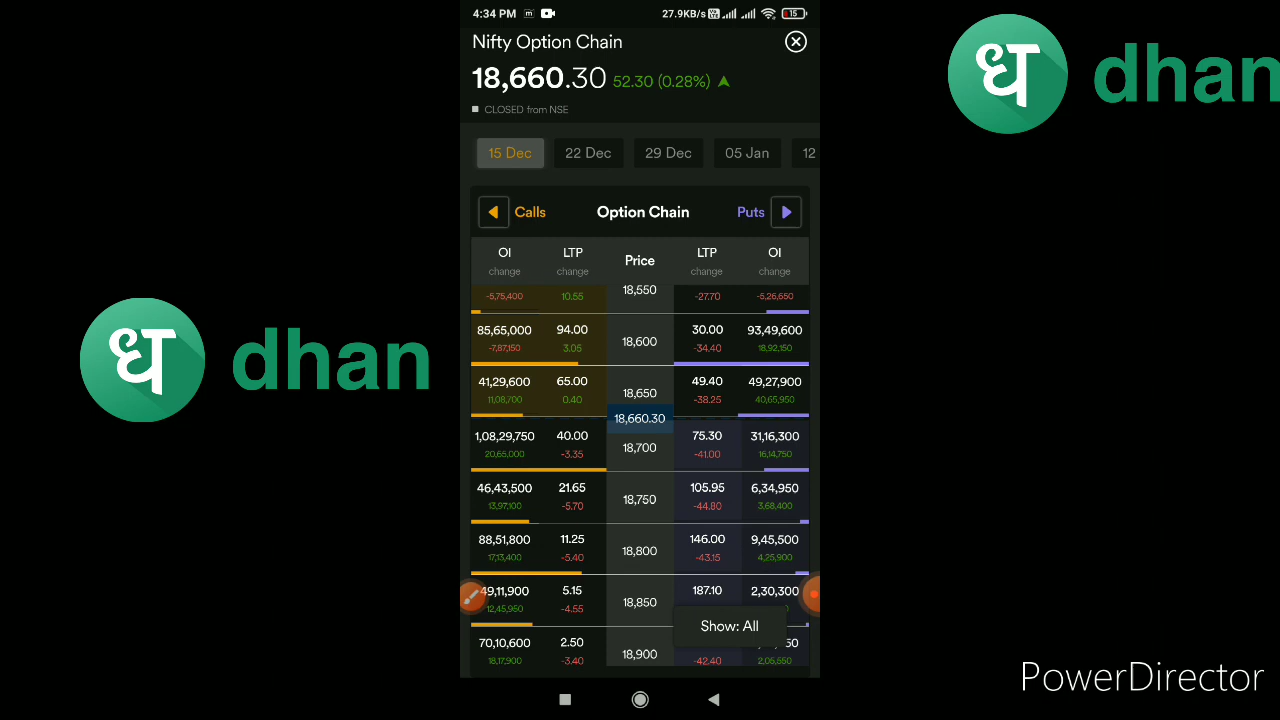 4:34 PM m 27.9KB/s Vo LTE 15
Nifty Option Chain
18,660.30 52.30 (0.28%)
CLOSED from NSE
15 Dec 22 Dec 29 Dec 05 Jan 12
Calls Option Chain Puts
OI LTP Price LTP OI
change change change change
18,550
-5,75,400 10.55 -27.70 -5,26,650
85,65,000 94.00 18,600 30.00 93,49,600
-7,87,150 3.05 -34.40 18,92,150
41,29,600 65.00 18,650 49.40 49,27,900
11,08,700 0.40 -38.25 40,65,950
18,660.30
1,08,29,750 40.00 18,700 75.30 31,16,300
20,65,000 -3.35 -41.00 16,14,750
46,43,500 21.65 18,750 105.95 6,34,950
13,97,100 -5.70 -44.80 3,68,400
88,51,800 11.25 18,800 146.00 9,45,500
17,13,400 -5.40 -43.15 4,25,900
49,11,900 5.15 18,850 187.10 2,30,300
12,45,950 -4.55
Show: All
70,10,600 2.50 18,900
18,17,900 -3.40 -42.40 2,05,550
ध dhan
ध dhan
PowerDirector